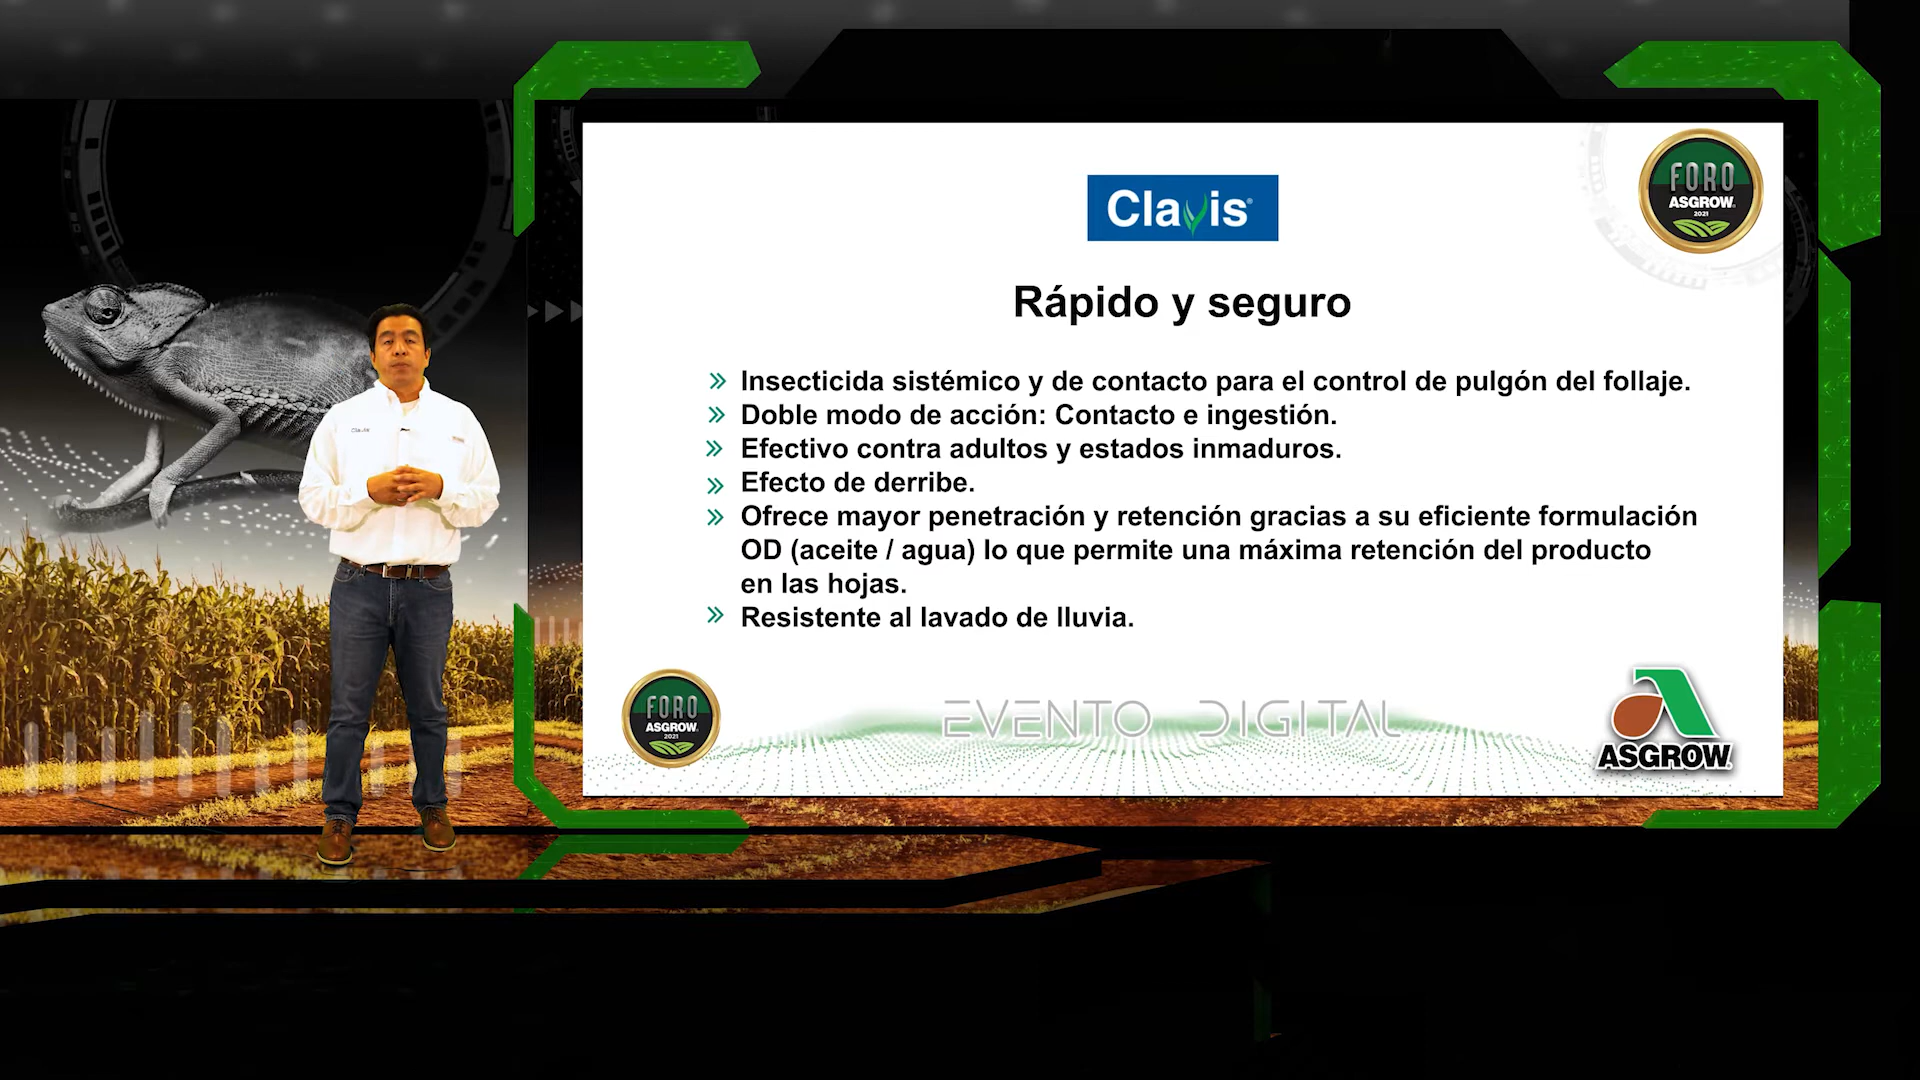 Clavis
FORO
ASGROW
2021
Rápido y seguro
Insecticida sistémico y de contacto para el control de pulgón del follaje.
Doble modo de acción: Contacto e ingestión.
Efectivo contra adultos y estados inmaduros.
Efecto de derribe.
Ofrece mayor penetración y retención gracias a su eficiente formulación
OD (aceite / agua) lo que permite una máxima retención del producto
en las hojas.
Resistente al lavado de lluvia.
Clavis
FORO
ASGROW
2021
EVENTO DIGITAL
ASGROW